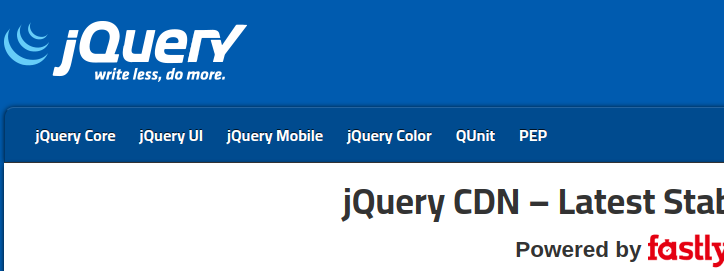 jQuery
write less, do more.
jQuery Core jQuery UI jQuery Mobile jQuery Color QUnit PEP
jQuery CDN – Latest Stab
Powered by fastly